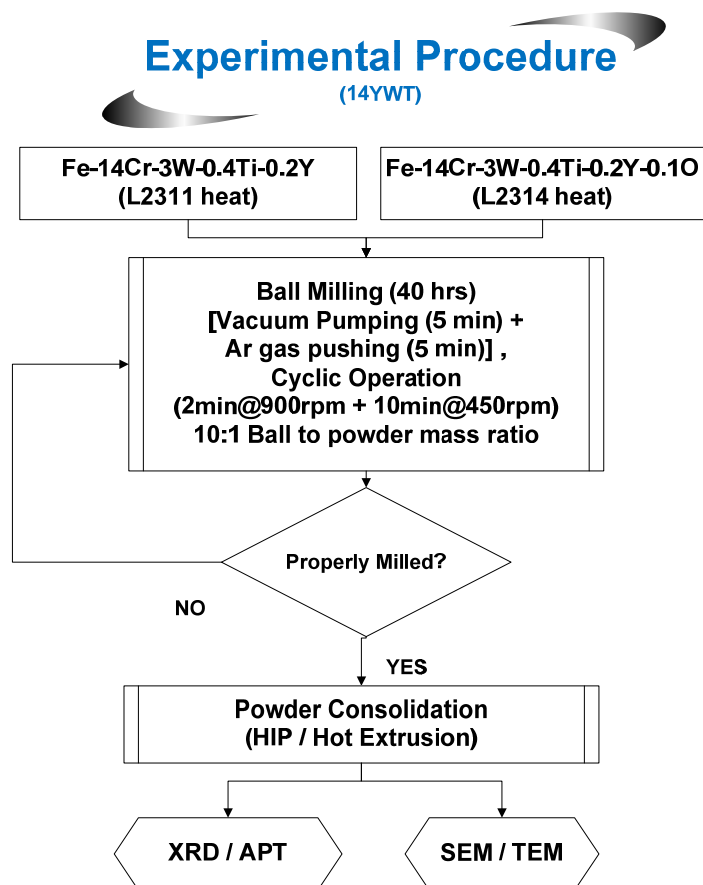 Experimental Procedure
(14YWT)
Fe-14Cr-3W-0.4Ti-0.2Y
(L2311 heat)
Fe-14Cr-3W-0.4Ti-0.2Y-0.1O
(L2314 heat)
Ball Milling (40 hrs)
[Vacuum Pumping (5 min) +
Ar gas pushing (5 min)] ,
Cyclic Operation
(2min@900rpm + 10min@450rpm)
10:1 Ball to powder mass ratio
Properly Milled?
NO
YES
Powder Consolidation
(HIP / Hot Extrusion)
XRD / APT
SEM / TEM